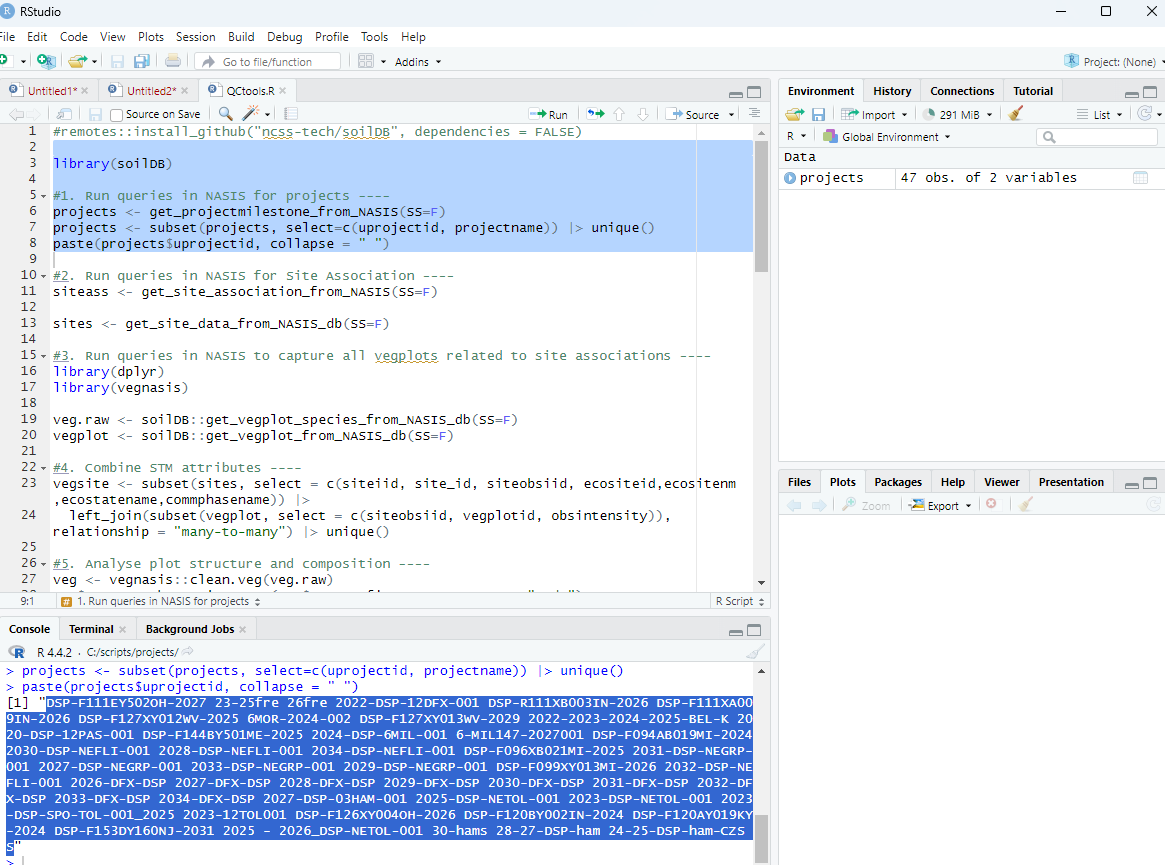 RStudio
File Edit Code View Plots Session Build Debug Profile Tools Help
Go to file/function Addins Project: (None)
Untitled1* Untitled2* QCtools.R
Source on Save Run Source
1 #remotes::install_github("ncss-tech/soilDB", dependencies = FALSE)
2
3 library(soilDB)
4
5 #1. Run queries in NASIS for projects ----
6 projects <- get_projectmilestone_from_NASIS(SS=F)
7 projects <- subset(projects, select=c(uprojectid, projectname)) |> unique()
8 paste(projects$uprojectid, collapse = " ")
9
10 #2. Run queries in NASIS for Site Association ----
11 siteass <- get_site_association_from_NASIS(SS=F)
12
13 sites <- get_site_data_from_NASIS_db(SS=F)
14
15 #3. Run queries in NASIS to capture all vegplots related to site associations ----
16 library(dplyr)
17 library(vegnasis)
18
19 veg.raw <- soilDB::get_vegplot_species_from_NASIS_db(SS=F)
20 vegplot <- soilDB::get_vegplot_from_NASIS_db(SS=F)
21
22 #4. Combine STM attributes ----
23 vegsite <- subset(sites, select = c(siteiid, site_id, siteobsiid, ecositeid,ecositenm
,ecostatename,commphasename)) |>
24 left_join(subset(vegplot, select = c(siteobsiid, vegplotid, obsintensity)),
relationship = "many-to-many") |> unique()
25
26 #5. Analyse plot structure and composition ----
27 veg <- vegnasis::clean.veg(veg.raw)
9:1 # 1. Run queries in NASIS for projects R Script
Console Terminal Background Jobs
R 4.4.2 · C:/scripts/projects/
> projects <- subset(projects, select=c(uprojectid, projectname)) |> unique()
> paste(projects$uprojectid, collapse = " ")
[1] "DSP-F111EY502OH-2027 23-25fre 26fre 2022-DSP-12DFX-001 DSP-R111XB003IN-2026 DSP-F111XA00
9IN-2026 DSP-F127XY012WV-2025 6MOR-2024-002 DSP-F127XY013WV-2029 2022-2023-2024-2025-BEL-K 20
20-DSP-12PAS-001 DSP-F144BY501ME-2025 2024-DSP-6MIL-001 6-MIL147-2027001 DSP-F094AB019MI-2024
2030-DSP-NEFLI-001 2028-DSP-NEFLI-001 2034-DSP-NEFLI-001 DSP-F096XB021MI-2025 2031-DSP-NEGRP-
001 2027-DSP-NEGRP-001 2033-DSP-NEGRP-001 2029-DSP-NEGRP-001 DSP-F099XY013MI-2026 2032-DSP-NE
FLI-001 2026-DFX-DSP 2027-DFX-DSP 2028-DFX-DSP 2029-DFX-DSP 2030-DFX-DSP 2031-DFX-DSP 2032-DF
X-DSP 2033-DFX-DSP 2034-DFX-DSP 2027-DSP-03HAM-001 2025-DSP-NETOL-001 2023-DSP-NETOL-001 2023
-DSP-SPO-TOL-001_2025 2023-12TOL001 DSP-F126XY004OH-2026 DSP-F120BY002IN-2024 DSP-F120AY019KY
-2024 DSP-F153DY160NJ-2031 2025 - 2026_DSP-NETOL-001 30-hams 28-27-DSP-ham 24-25-DSP-ham-CZS
S"
>
Environment History Connections Tutorial
Import 291 MiB List
R Global Environment
Data
projects 47 obs. of 2 variables
Files Plots Packages Help Viewer Presentation
Zoom Export